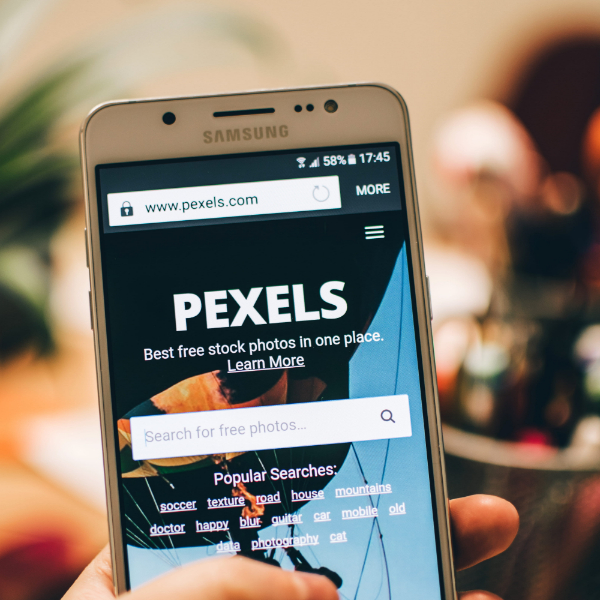 SAMSUNG
58% 17:45
www.pexels.com
MORE
PEXELS
Best free stock photos in one place.
Learn More
Search for free photos...
Popular Searches:
soccer texture road house mountains
doctor happy blur guitar car mobile old
data photography cat